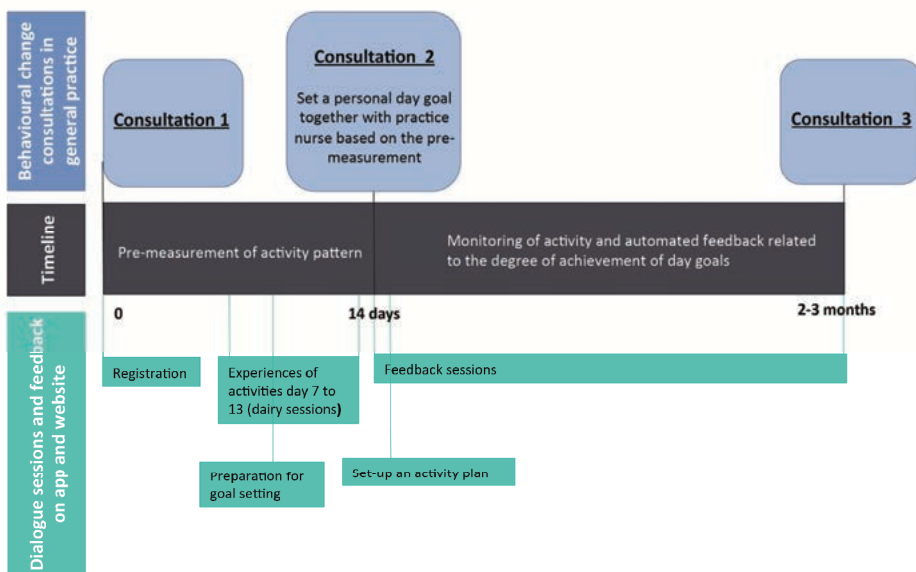 Behavioural change
consultations in
general practice
Consultation 1
Consultation 2
Set a personal day goal
together with practice
nurse based on the pre-
measurement
Consultation 3
Timeline
Pre-measurement of activity pattern
Monitoring of activity and automated feedback related
to the degree of achievement of day goals
0
14 days
2-3 months
Dialogue sessions and feedback
on app and website
Registration
Experiences of
activities day 7 to
13 (dairy sessions)
Feedback sessions
Preparation for
goal setting
Set-up an activity plan